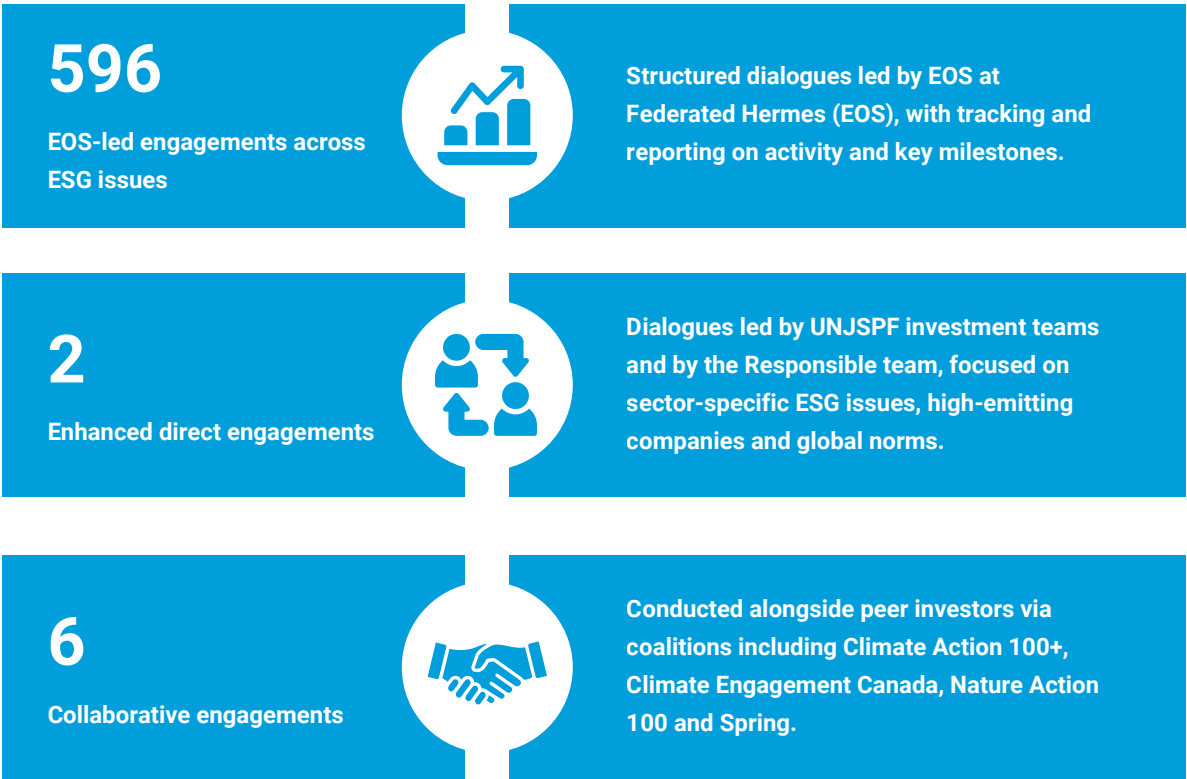 596
EOS-led engagements across
ESG issues
Structured dialogues led by EOS at
Federated Hermes (EOS), with tracking and
reporting on activity and key milestones.
2
Enhanced direct engagements
Dialogues led by UNJSPF investment teams
and by the Responsible team, focused on
sector-specific ESG issues, high-emitting
companies and global norms.
6
Collaborative engagements
Conducted alongside peer investors via
coalitions including Climate Action 100+,
Climate Engagement Canada, Nature Action
100 and Spring.